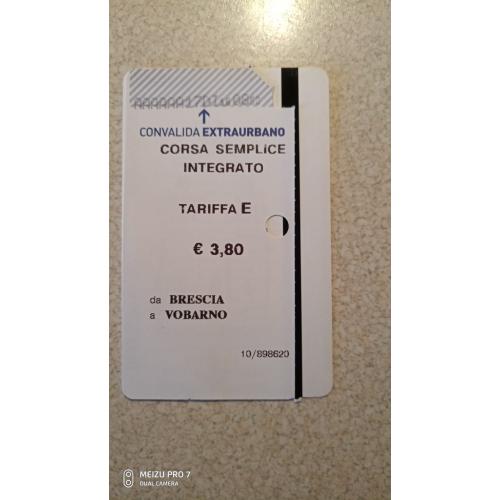 CONVALIDA EXTRAURBANO
CORSA SEMPLICE
INTEGRATO
TARIFFA E
€ 3,80
da BRESCIA
a VOBARNO
10/898620
MEIZU PRO 7
DUAL CAMERA